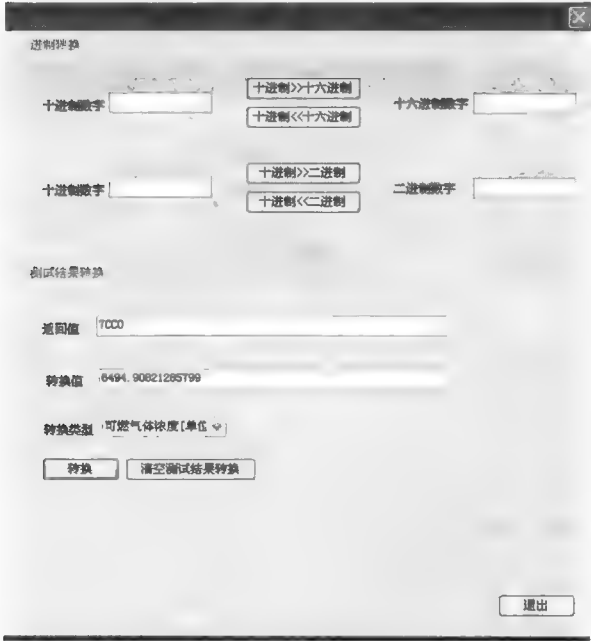 进制转换
十进制数字
十进制>>十六进制
十进制<<十六进制
十六进制数字
十进制数字
十进制>>二进制
十进制<<二进制
二进制数字
测试结果转换
返回值 7CC0
转换值 6494.90821285799
转换类型 可燃气体浓度[单位
转换 清空测试结果转换
退出